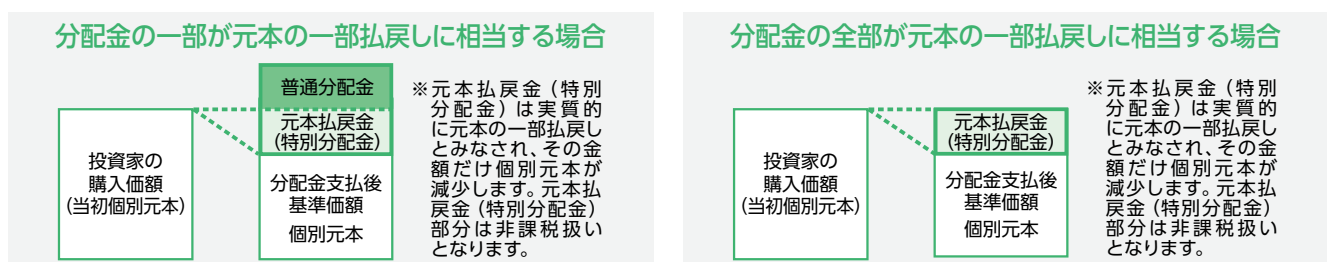 分配金の一部が元本の一部払戻しに相当する場合
普通分配金
元本払戻金
(特別分配金)
投資家の
購入価額
(当初個別元本)
分配金支払後
基準価額
個別元本
※元本払戻金(特別
分配金)は実質的
に元本の一部払戻し
とみなされ、その金
額だけ個別元本が
減少します。元本払
戻金(特別分配金)
部分は非課税扱い
となります。
分配金の全部が元本の一部払戻しに相当する場合
元本払戻金
(特別分配金)
投資家の
購入価額
(当初個別元本)
分配金支払後
基準価額
個別元本
※元本払戻金(特別
分配金)は実質的
に元本の一部払戻し
とみなされ、その金
額だけ個別元本が
減少します。元本払
戻金(特別分配金)
部分は非課税扱い
となります。